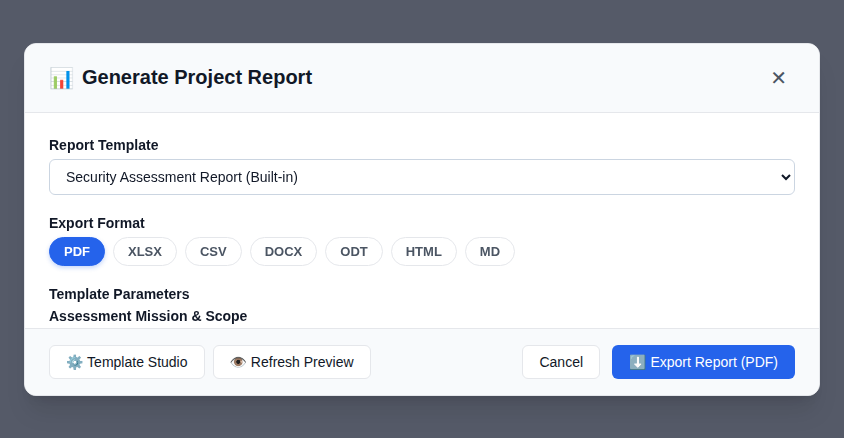 📊 Generate Project Report ✕
Report Template
Security Assessment Report (Built-in)
Export Format
PDF XLSX CSV DOCX ODT HTML MD
Template Parameters
Assessment Mission & Scope
⚙️ Template Studio 👁️ Refresh Preview Cancel ⬇️ Export Report (PDF)